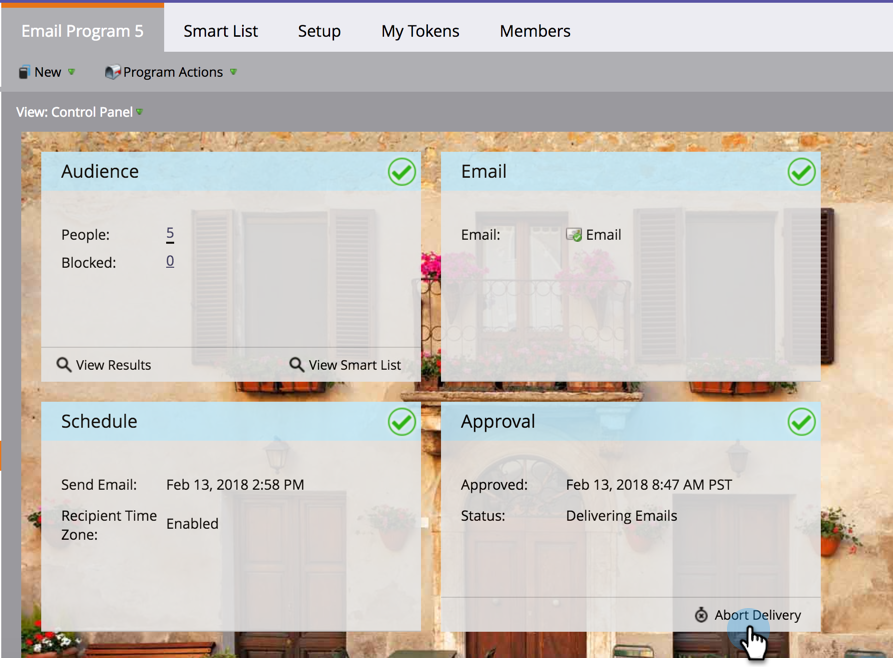 Email Program 5 Smart List Setup My Tokens Members
New Program Actions
View: Control Panel
Audience
People: 5
Blocked: 0
View Results View Smart List
Email
Email: Email
Schedule
Send Email: Feb 13, 2018 2:58 PM
Recipient Time
Zone: Enabled
Approval
Approved: Feb 13, 2018 8:47 AM PST
Status: Delivering Emails
Abort Delivery